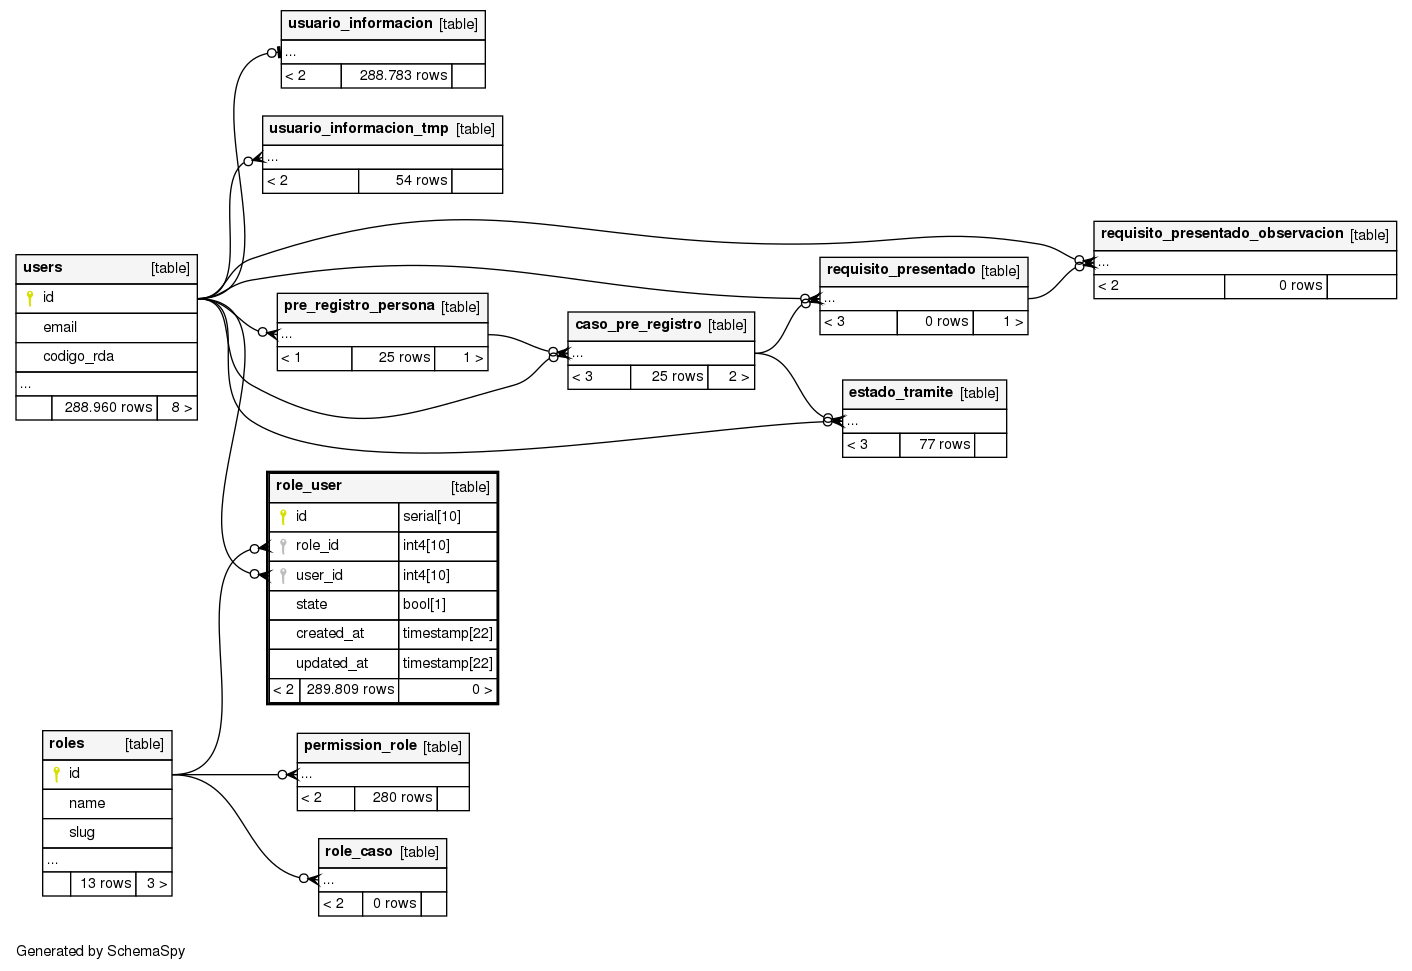 usuario_informacion [table]
...
< 2 288.783 rows
usuario_informacion_tmp [table]
...
< 2 54 rows
users [table]
id
email
codigo_rda
...
288.960 rows 8 >
pre_registro_persona [table]
...
< 1 25 rows 1 >
caso_pre_registro [table]
...
< 3 25 rows 2 >
requisito_presentado [table]
...
< 3 0 rows 1 >
requisito_presentado_observacion [table]
...
< 2 0 rows
estado_tramite [table]
...
< 3 77 rows
role_user [table]
id serial[10]
role_id int4[10]
user_id int4[10]
state bool[1]
created_at timestamp[22]
updated_at timestamp[22]
< 2 289.809 rows 0 >
roles [table]
id
name
slug
...
13 rows 3 >
permission_role [table]
...
< 2 280 rows
role_caso [table]
...
< 2 0 rows
Generated by SchemaSpy